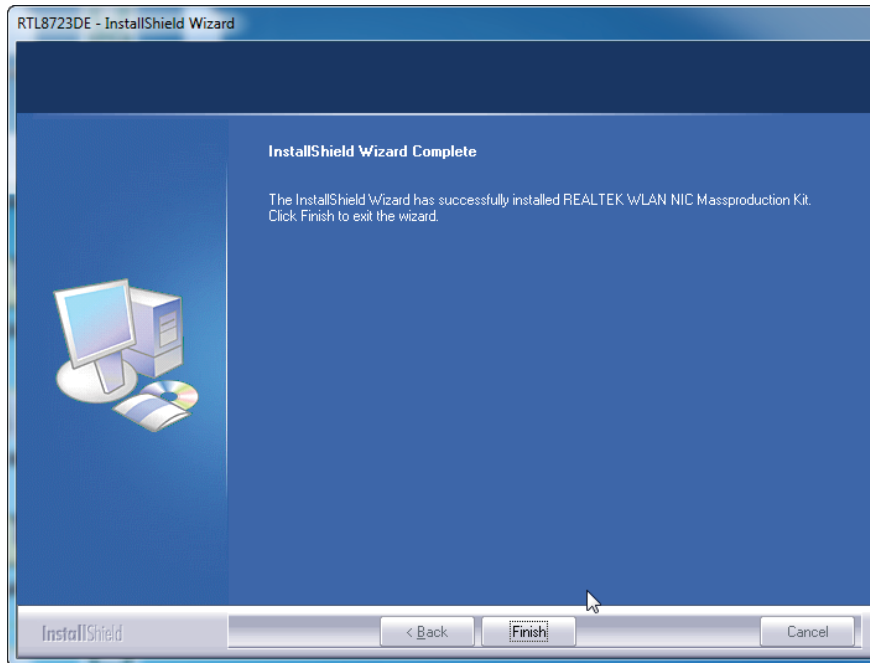 RTL8723DE - InstallShield Wizard
InstallShield Wizard Complete
The InstallShield Wizard has successfully installed REALTEK WLAN NIC Massproduction Kit.
Click Finish to exit the wizard.
InstallShield
< Back
Finish
Cancel